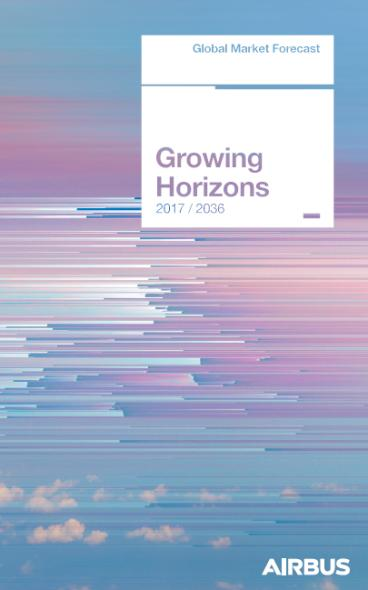 Global Market Forecast
Growing
Horizons
2017 / 2036
AIRBUS